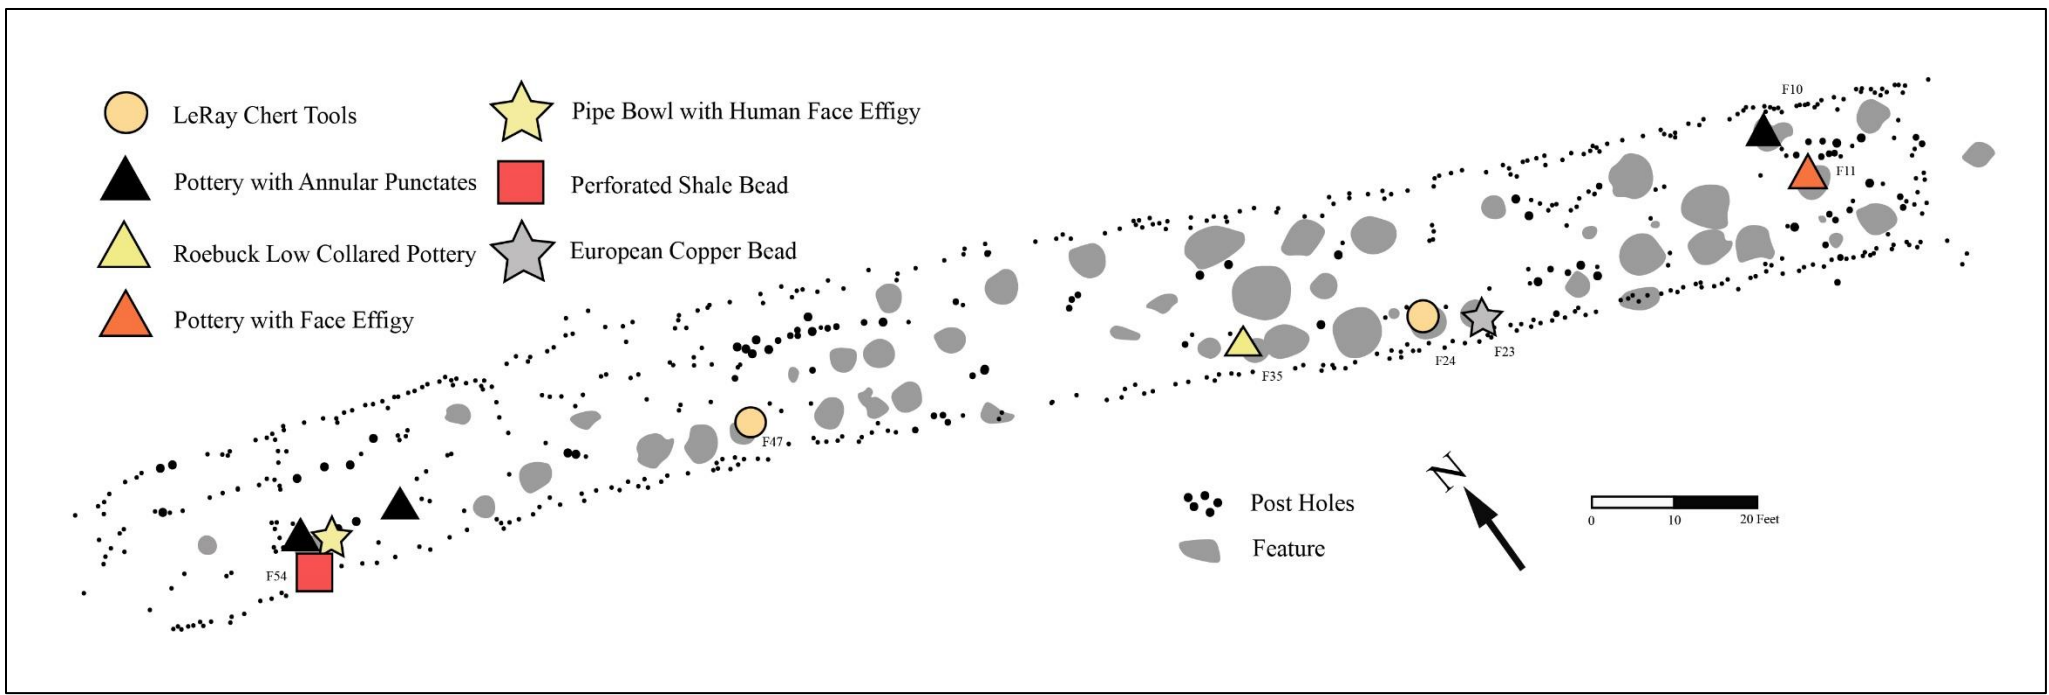 LeRay Chert Tools
Pottery with Annular Punctates
Roebuck Low Collared Pottery
Pottery with Face Effigy
Pipe Bowl with Human Face Effigy
Perforated Shale Bead
European Copper Bead
F10
F11
F23
F24
F35
F47
F54
Post Holes
Feature
N
0 10 20 Feet